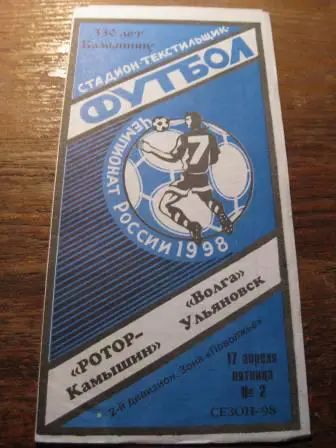 330 лет
Камышину
СТАДИОН-ТЕКСТИЛЬЩИК
ФУТБОЛ
ЧЕМПИОНАТ РОССИИ 1998
7
«Волга»
Ульяновск
«РОТОР-
Камышин»
2-й дивизион. Зона «Поволжье»
17 апреля
пятница
№ 2
СЕЗОН-98